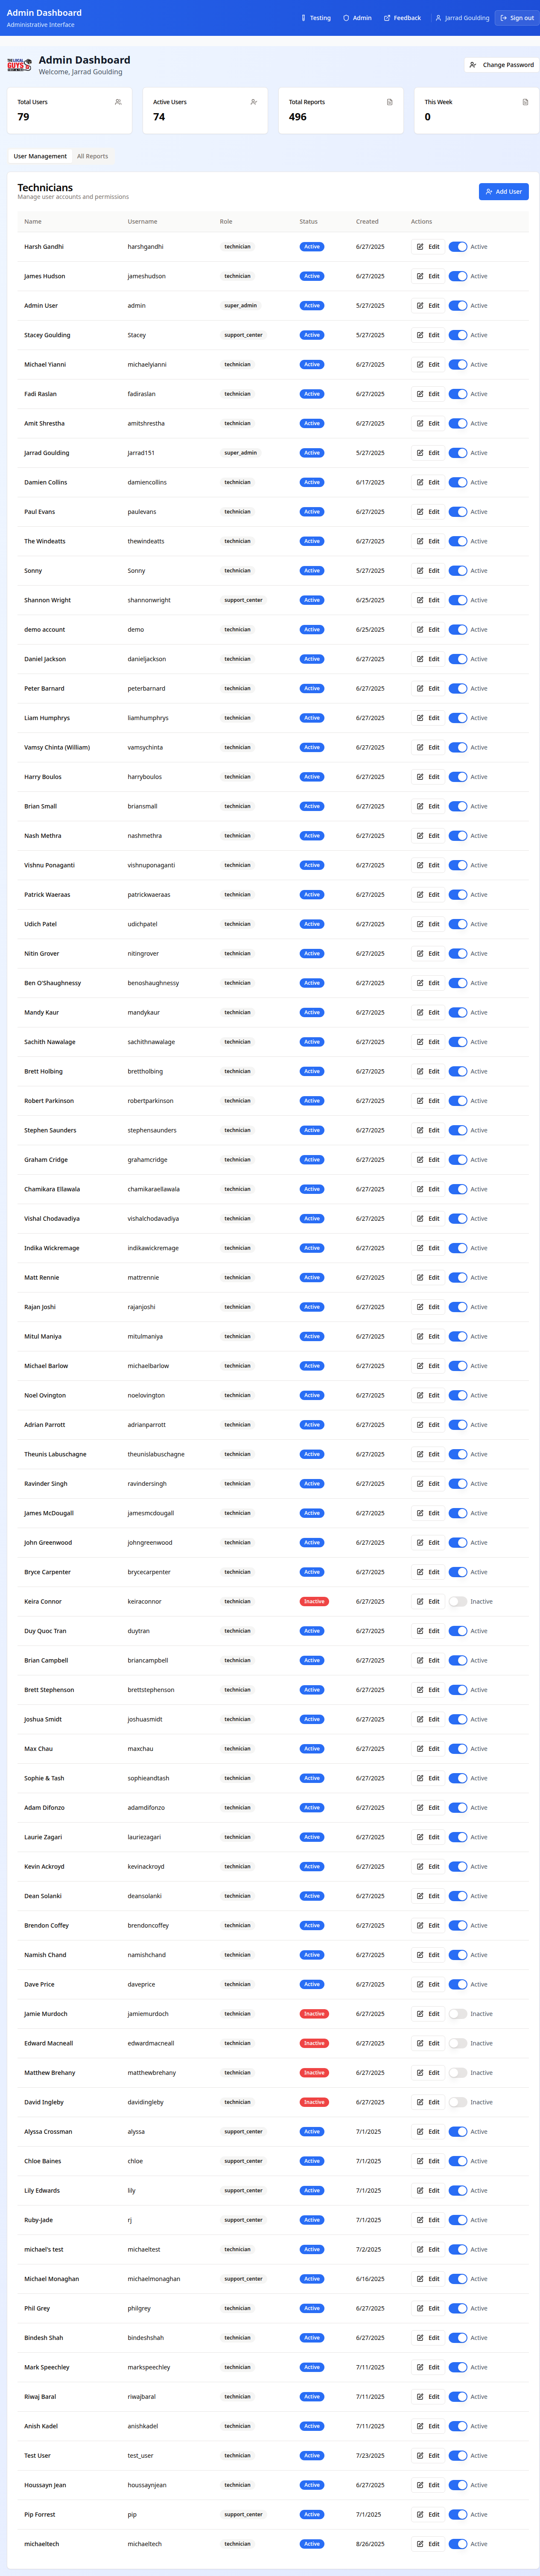 Admin Dashboard
Administrative Interface
Testing
Admin
Feedback
Jarrad Goulding
Sign out
THE LOCAL GUYS
Admin Dashboard
Welcome, Jarrad Goulding
Change Password
Total Users
79
Active Users
74
Total Reports
496
This Week
0
User Management All Reports
Technicians
Manage user accounts and permissions
Add User
Name Username Role Status Created Actions
Harsh Gandhi harshgandhi technician Active 6/27/2025 Edit Active
James Hudson jameshudson technician Active 6/27/2025 Edit Active
Admin User admin super_admin Active 5/27/2025 Edit Active
Stacey Goulding Stacey support_center Active 5/27/2025 Edit Active
Michael Yianni michaelyianni technician Active 6/27/2025 Edit Active
Fadi Raslan fadiraslan technician Active 6/27/2025 Edit Active
Amit Shrestha amitshrestha technician Active 6/27/2025 Edit Active
Jarrad Goulding Jarrad151 super_admin Active 5/27/2025 Edit Active
Damien Collins damiencollins technician Active 6/17/2025 Edit Active
Paul Evans paulevans technician Active 6/27/2025 Edit Active
The Windeatts thewindeatts technician Active 6/27/2025 Edit Active
Sonny Sonny technician Active 5/27/2025 Edit Active
Shannon Wright shannonwright support_center Active 6/25/2025 Edit Active
demo account demo technician Active 6/25/2025 Edit Active
Daniel Jackson danieljackson technician Active 6/27/2025 Edit Active
Peter Barnard peterbarnard technician Active 6/27/2025 Edit Active
Liam Humphrys liamhumphrys technician Active 6/27/2025 Edit Active
Vamsy Chinta (William) vamsychinta technician Active 6/27/2025 Edit Active
Harry Boulos harryboulos technician Active 6/27/2025 Edit Active
Brian Small briansmall technician Active 6/27/2025 Edit Active
Nash Methra nashmethra technician Active 6/27/2025 Edit Active
Vishnu Ponaganti vishnuponaganti technician Active 6/27/2025 Edit Active
Patrick Waeraas patrickwaeraas technician Active 6/27/2025 Edit Active
Udich Patel udichpatel technician Active 6/27/2025 Edit Active
Nitin Grover nitingrover technician Active 6/27/2025 Edit Active
Ben O'Shaughnessy benoshaughnessy technician Active 6/27/2025 Edit Active
Mandy Kaur mandykaur technician Active 6/27/2025 Edit Active
Sachith Nawalage sachithnawalage technician Active 6/27/2025 Edit Active
Brett Holbing brettholbing technician Active 6/27/2025 Edit Active
Robert Parkinson robertparkinson technician Active 6/27/2025 Edit Active
Stephen Saunders stephensaunders technician Active 6/27/2025 Edit Active
Graham Cridge grahamcridge technician Active 6/27/2025 Edit Active
Chamikara Ellawala chamikaraellawala technician Active 6/27/2025 Edit Active
Vishal Chodavadiya vishalchodavadiya technician Active 6/27/2025 Edit Active
Indika Wickremage indikawickremage technician Active 6/27/2025 Edit Active
Matt Rennie mattrennie technician Active 6/27/2025 Edit Active
Rajan Joshi rajanjoshi technician Active 6/27/2025 Edit Active
Mitul Maniya mitulmaniya technician Active 6/27/2025 Edit Active
Michael Barlow michaelbarlow technician Active 6/27/2025 Edit Active
Noel Ovington noelovington technician Active 6/27/2025 Edit Active
Adrian Parrott adrianparrott technician Active 6/27/2025 Edit Active
Theunis Labuschagne theunislabuschagne technician Active 6/27/2025 Edit Active
Ravinder Singh ravindersingh technician Active 6/27/2025 Edit Active
James McDougall jamesmcdougall technician Active 6/27/2025 Edit Active
John Greenwood johngreenwood technician Active 6/27/2025 Edit Active
Bryce Carpenter brycecarpenter technician Active 6/27/2025 Edit Active
Keira Connor keiraconnor technician Inactive 6/27/2025 Edit Inactive
Duy Quoc Tran duytran technician Active 6/27/2025 Edit Active
Brian Campbell briancampbell technician Active 6/27/2025 Edit Active
Brett Stephenson brettstephenson technician Active 6/27/2025 Edit Active
Joshua Smidt joshuasmidt technician Active 6/27/2025 Edit Active
Max Chau maxchau technician Active 6/27/2025 Edit Active
Sophie & Tash sophieandtash technician Active 6/27/2025 Edit Active
Adam Difonzo adamdifonzo technician Active 6/27/2025 Edit Active
Laurie Zagari lauriezagari technician Active 6/27/2025 Edit Active
Kevin Ackroyd kevinackroyd technician Active 6/27/2025 Edit Active
Dean Solanki deansolanki technician Active 6/27/2025 Edit Active
Brendon Coffey brendoncoffey technician Active 6/27/2025 Edit Active
Namish Chand namishchand technician Active 6/27/2025 Edit Active
Dave Price daveprice technician Active 6/27/2025 Edit Active
Jamie Murdoch jamiemurdoch technician Inactive 6/27/2025 Edit Inactive
Edward Macneall edwardmacneall technician Inactive 6/27/2025 Edit Inactive
Matthew Brehany matthewbrehany technician Inactive 6/27/2025 Edit Inactive
David Ingleby davidingleby technician Inactive 6/27/2025 Edit Inactive
Alyssa Crossman alyssa support_center Active 7/1/2025 Edit Active
Chloe Baines chloe support_center Active 7/1/2025 Edit Active
Lily Edwards lily support_center Active 7/1/2025 Edit Active
Ruby-Jade rj support_center Active 7/1/2025 Edit Active
michael's test michaeltest technician Active 7/2/2025 Edit Active
Michael Monaghan michaelmonaghan support_center Active 6/16/2025 Edit Active
Phil Grey philgrey technician Active 6/27/2025 Edit Active
Bindesh Shah bindeshshah technician Active 6/27/2025 Edit Active
Mark Speechley markspeechley technician Active 7/11/2025 Edit Active
Riwaj Baral riwajbaral technician Active 7/11/2025 Edit Active
Anish Kadel anishkadel technician Active 7/11/2025 Edit Active
Test User test_user technician Active 7/23/2025 Edit Active
Houssayn Jean houssaynjean technician Active 6/27/2025 Edit Active
Pip Forrest pip support_center Active 7/1/2025 Edit Active
michaeltech michaeltech technician Active 8/26/2025 Edit Active